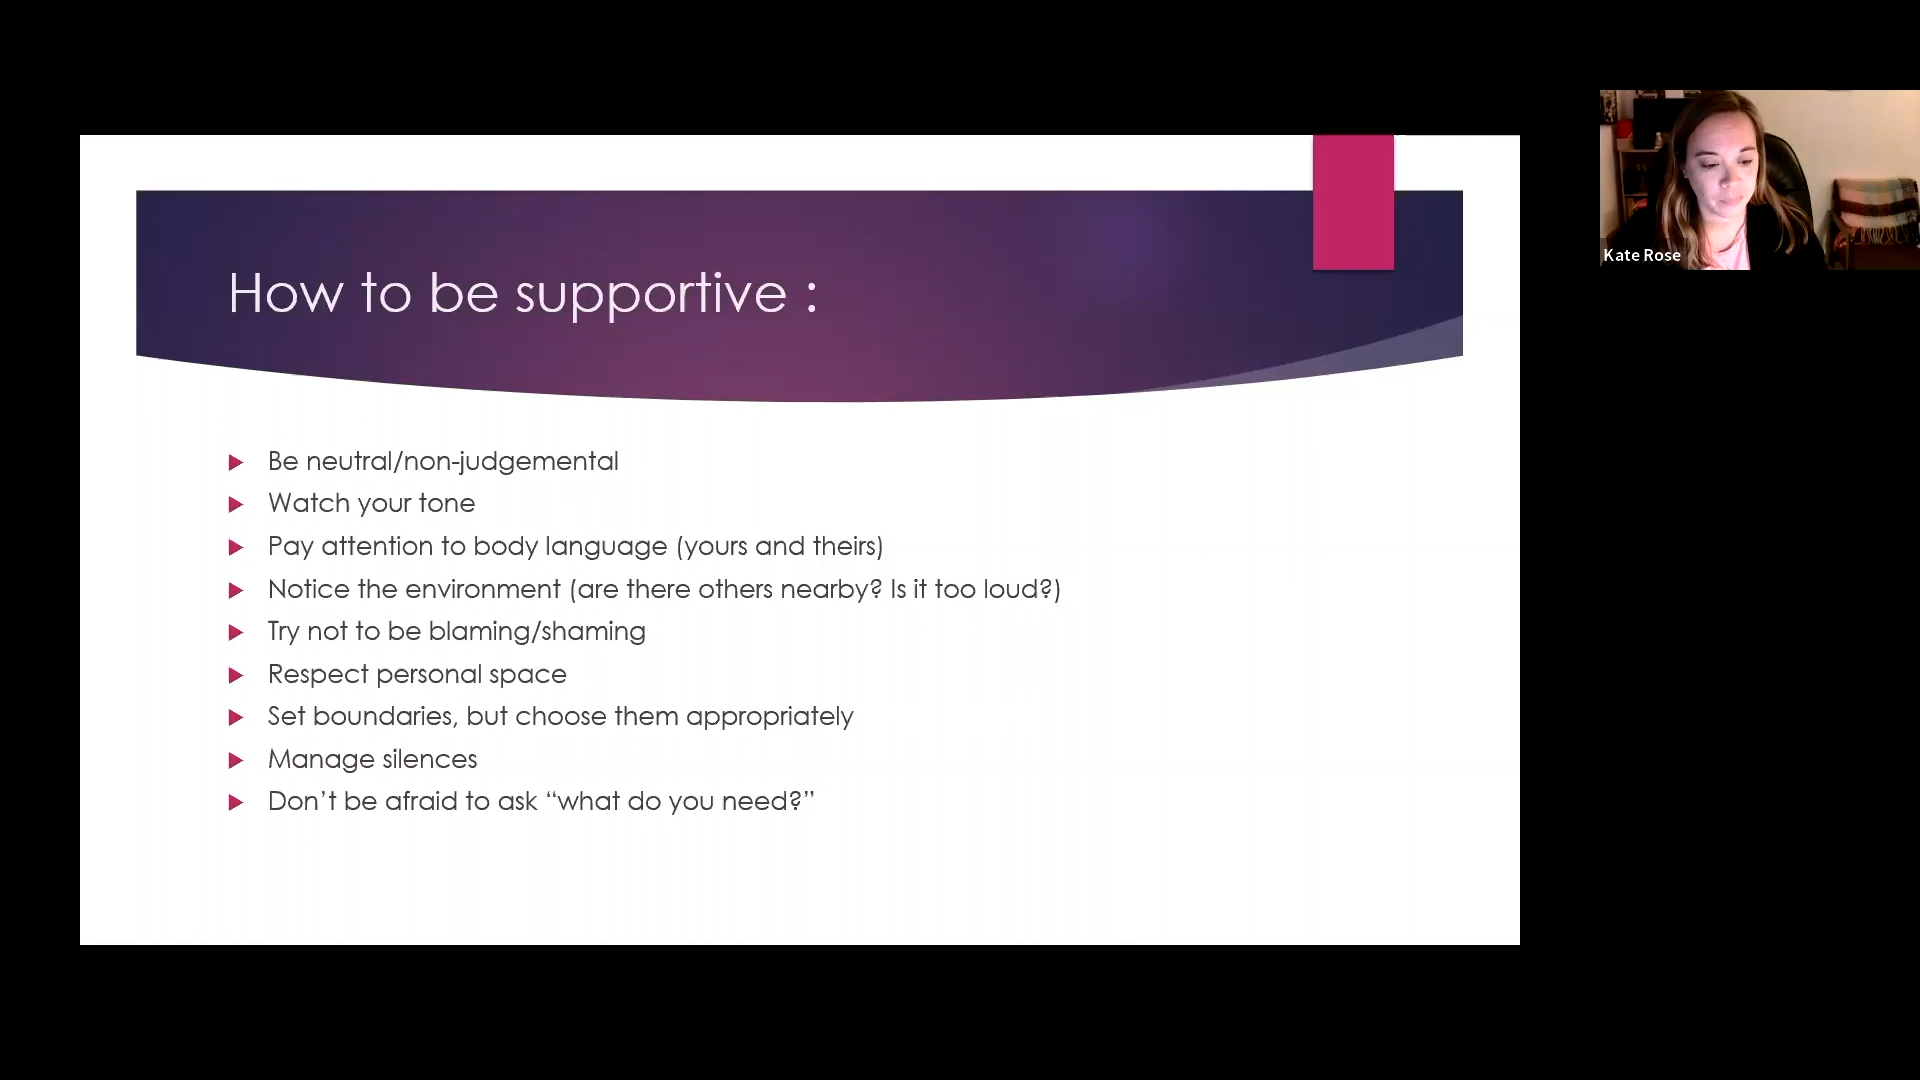 How to be supportive :
Be neutral/non-judgemental
Watch your tone
Pay attention to body language (yours and theirs)
Notice the environment (are there others nearby? Is it too loud?)
Try not to be blaming/shaming
Respect personal space
Set boundaries, but choose them appropriately
Manage silences
Don’t be afraid to ask “what do you need?”
Kate Rose